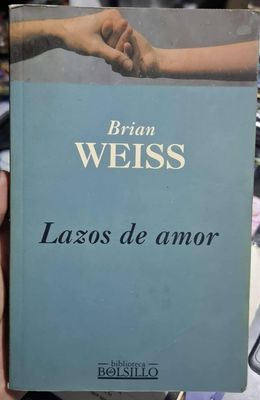 Brian
WEISS
Lazos de amor
biblioteca
BOLSILLO